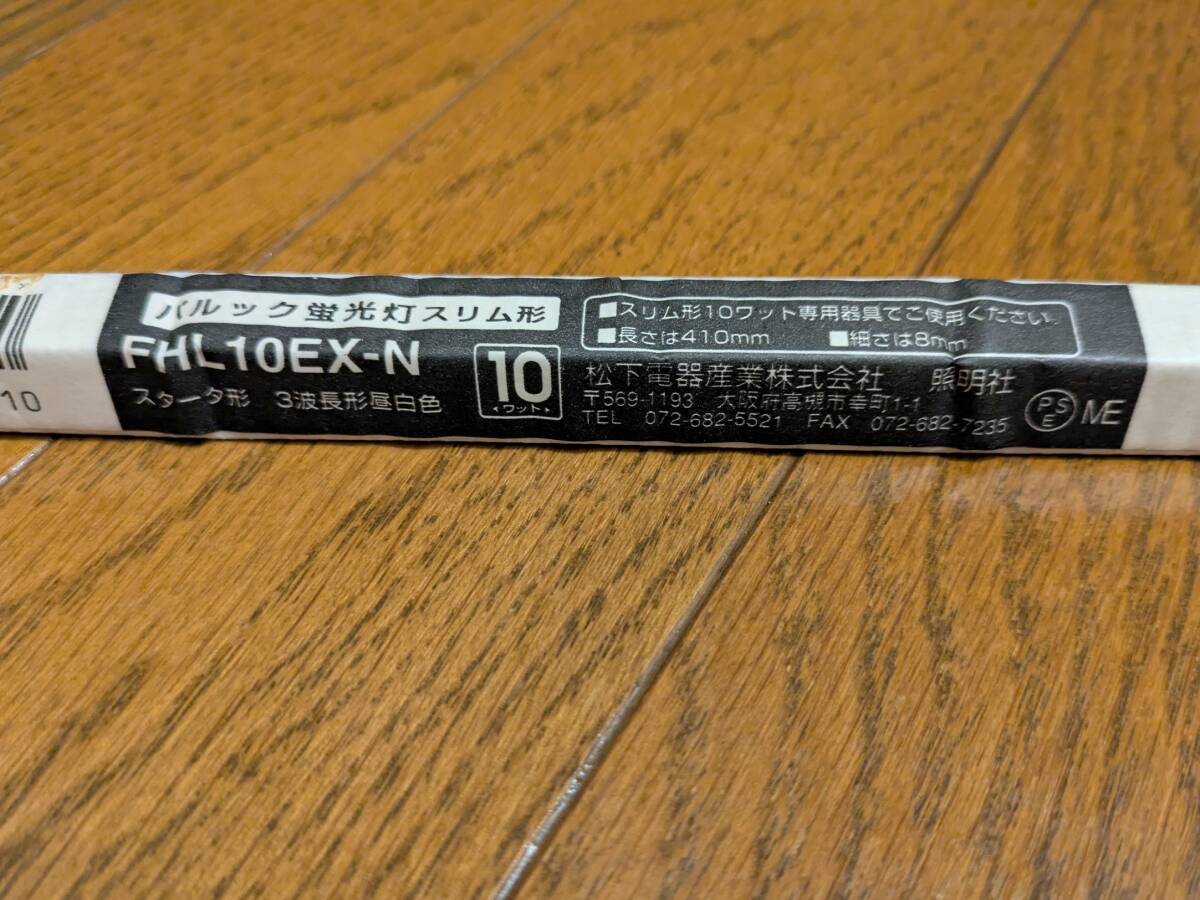 パルック蛍光灯スリム形
FHL10EX-N
スタータ形 3波長形昼白色
10
ワット
■スリム形10ワット専用器具でご使用ください。
■長さは410mm ■細さは8mm
松下電器産業株式会社 照明社
〒569-1193 大阪府高槻市幸町1-1
TEL 072-682-5521 FAX 072-682-7235
PSE ME
10